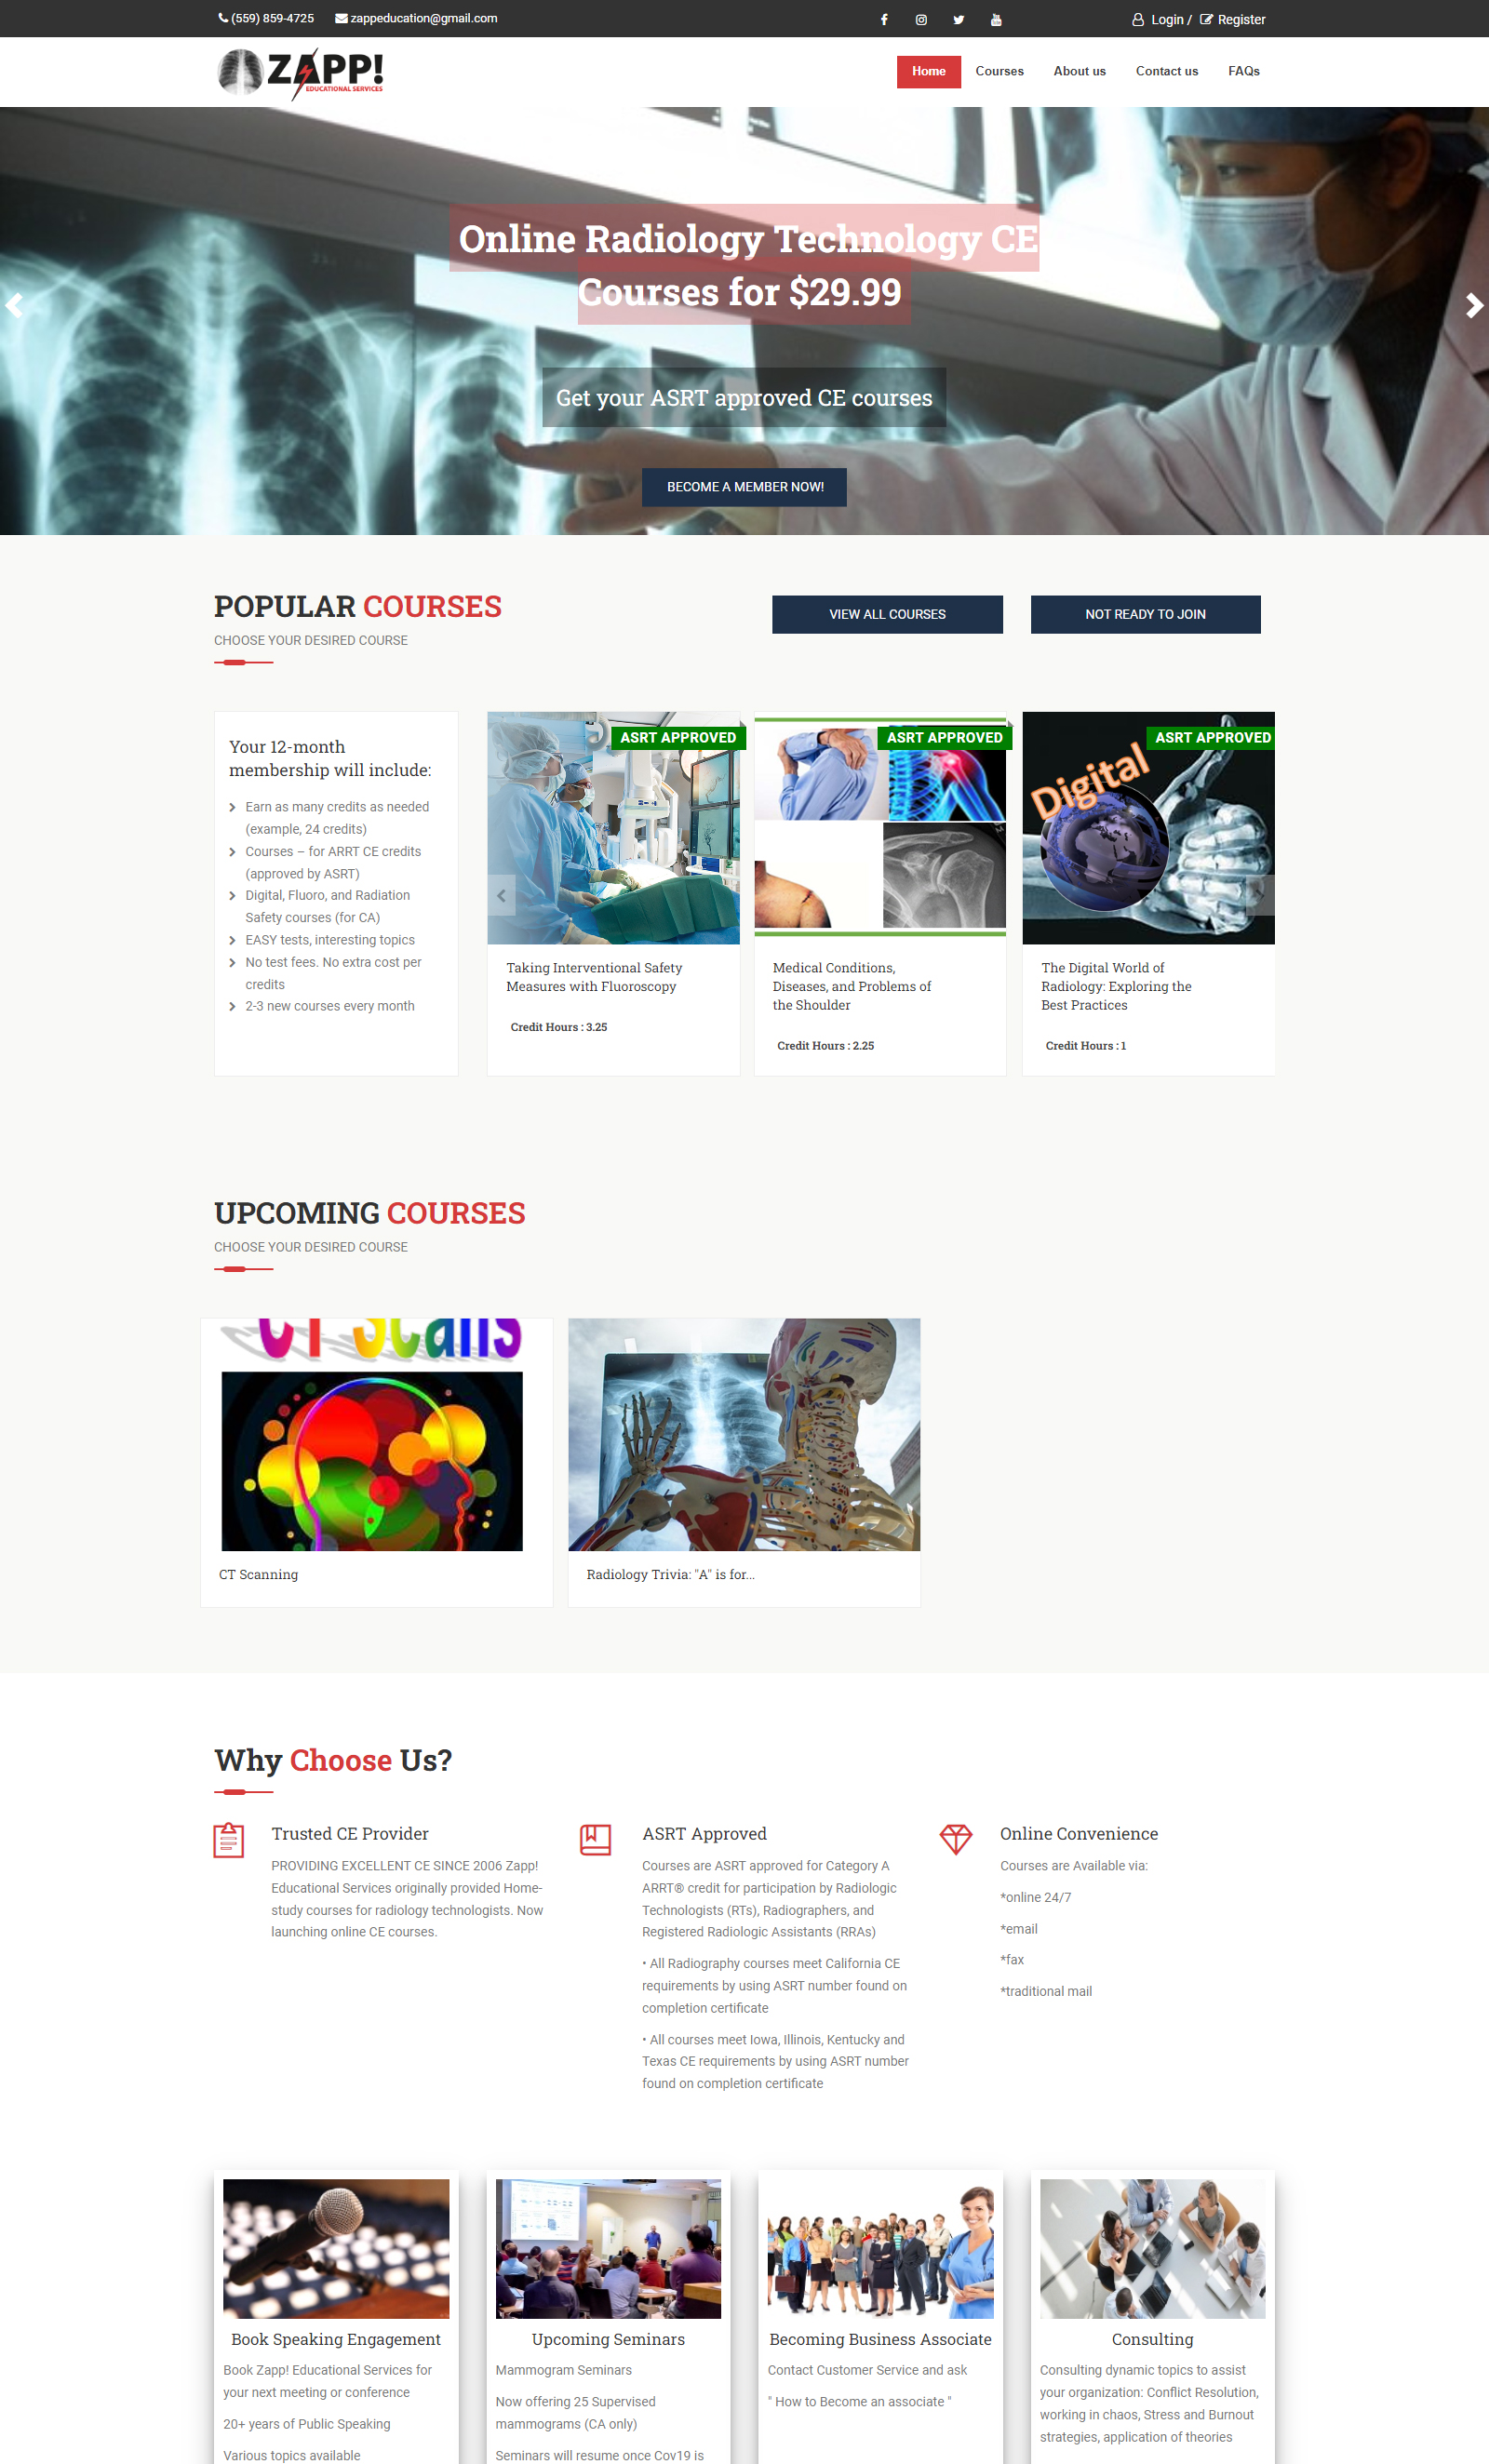 (559) 859-4725 zappeducation@gmail.com Login / Register
ZAPP!
EDUCATIONAL SERVICES
Home Courses About us Contact us FAQs
Online Radiology Technology CE
Courses for $29.99
Get your ASRT approved CE courses
BECOME A MEMBER NOW!
POPULAR COURSES
CHOOSE YOUR DESIRED COURSE
VIEW ALL COURSES NOT READY TO JOIN
Your 12-month
membership will include:
Earn as many credits as needed
(example, 24 credits)
Courses – for ARRT CE credits
(approved by ASRT)
Digital, Fluoro, and Radiation
Safety courses (for CA)
EASY tests, interesting topics
No test fees. No extra cost per
credits
2-3 new courses every month
ASRT APPROVED
Taking Interventional Safety
Measures with Fluoroscopy
Credit Hours : 3.25
ASRT APPROVED
Medical Conditions,
Diseases, and Problems of
the Shoulder
Credit Hours : 2.25
ASRT APPROVED
Digital
The Digital World of
Radiology: Exploring the
Best Practices
Credit Hours : 1
UPCOMING COURSES
CHOOSE YOUR DESIRED COURSE
CT Scans
CT Scanning
Radiology Trivia: "A" is for...
Why Choose Us?
Trusted CE Provider
PROVIDING EXCELLENT CE SINCE 2006 Zapp!
Educational Services originally provided Home-
study courses for radiology technologists. Now
launching online CE courses.
ASRT Approved
Courses are ASRT approved for Category A
ARRT® credit for participation by Radiologic
Technologists (RTs), Radiographers, and
Registered Radiologic Assistants (RRAs)
• All Radiography courses meet California CE
requirements by using ASRT number found on
completion certificate
• All courses meet Iowa, Illinois, Kentucky and
Texas CE requirements by using ASRT number
found on completion certificate
Online Convenience
Courses are Available via:
*online 24/7
*email
*fax
*traditional mail
Book Speaking Engagement
Book Zapp! Educational Services for
your next meeting or conference
20+ years of Public Speaking
Various topics available
Upcoming Seminars
Mammogram Seminars
Now offering 25 Supervised
mammograms (CA only)
Seminars will resume once Cov19 is
Becoming Business Associate
Contact Customer Service and ask
" How to Become an associate "
Consulting
Consulting dynamic topics to assist
your organization: Conflict Resolution,
working in chaos, Stress and Burnout
strategies, application of theories